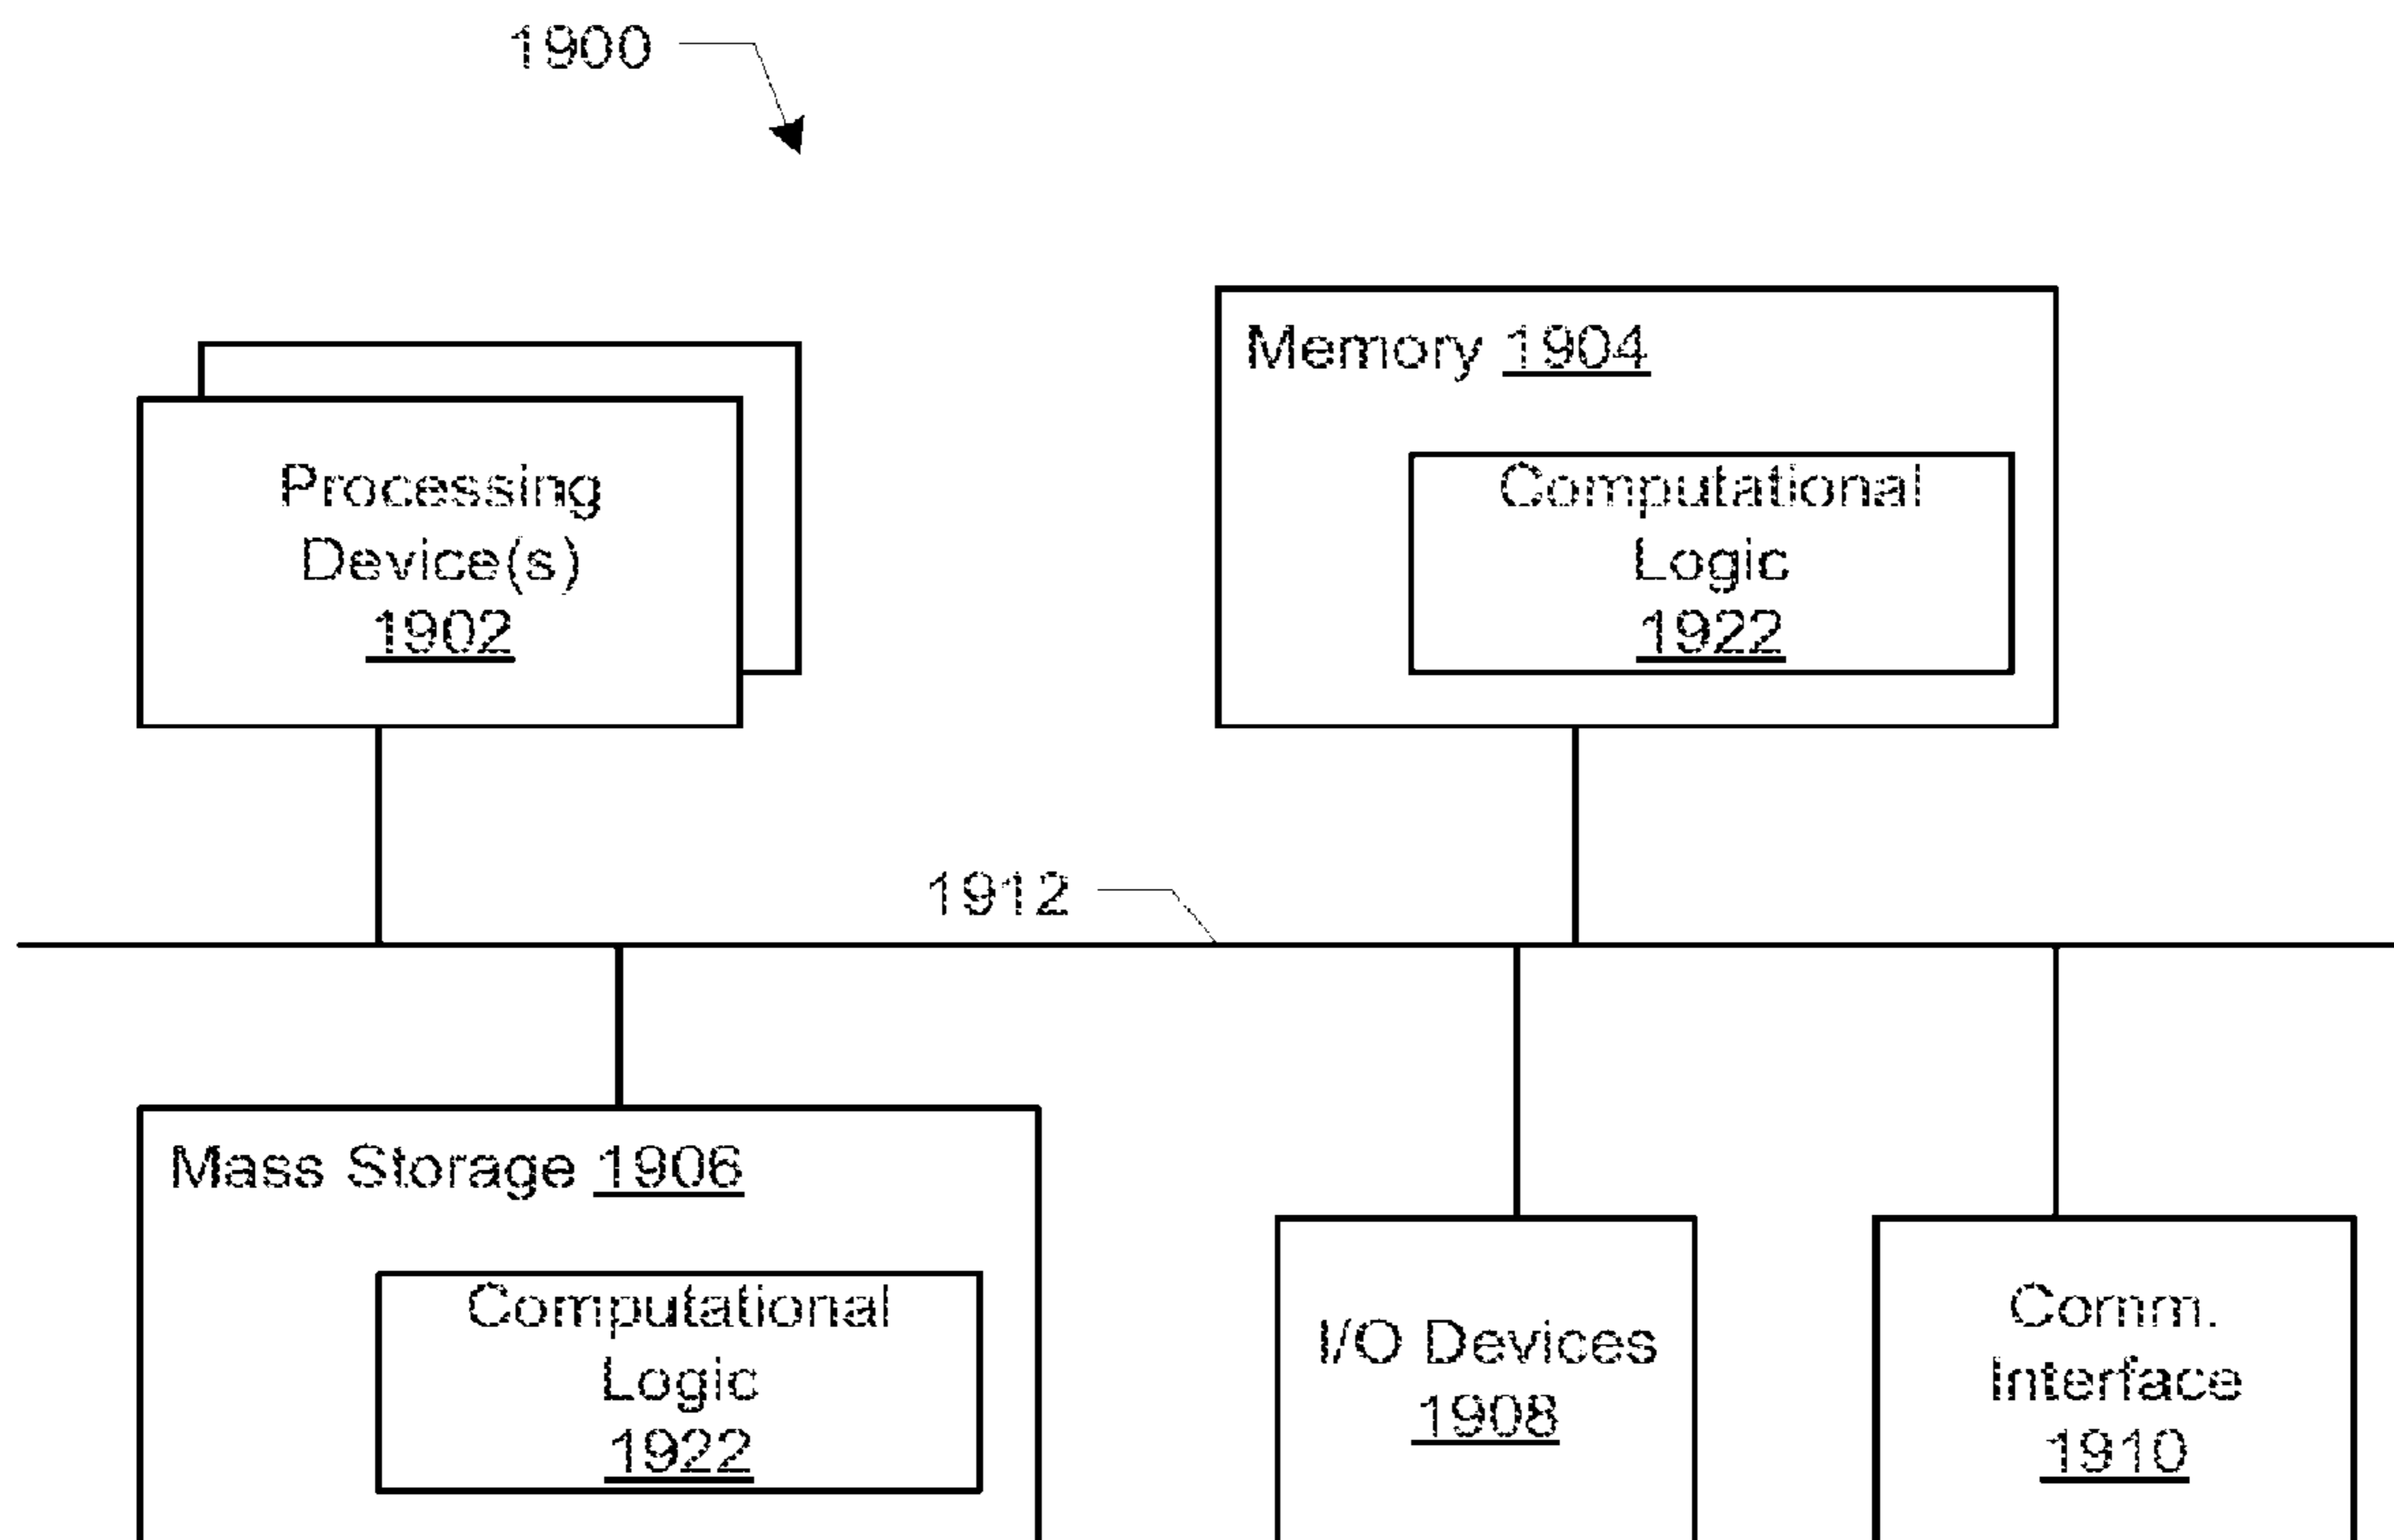 1900
Memory 1904
Processing
Device(s)
1902
Computational
Logic
1922
1912
Mass Storage 1906
Computational
Logic
1922
I/O Devices
1908
Comm.
Interface
1910